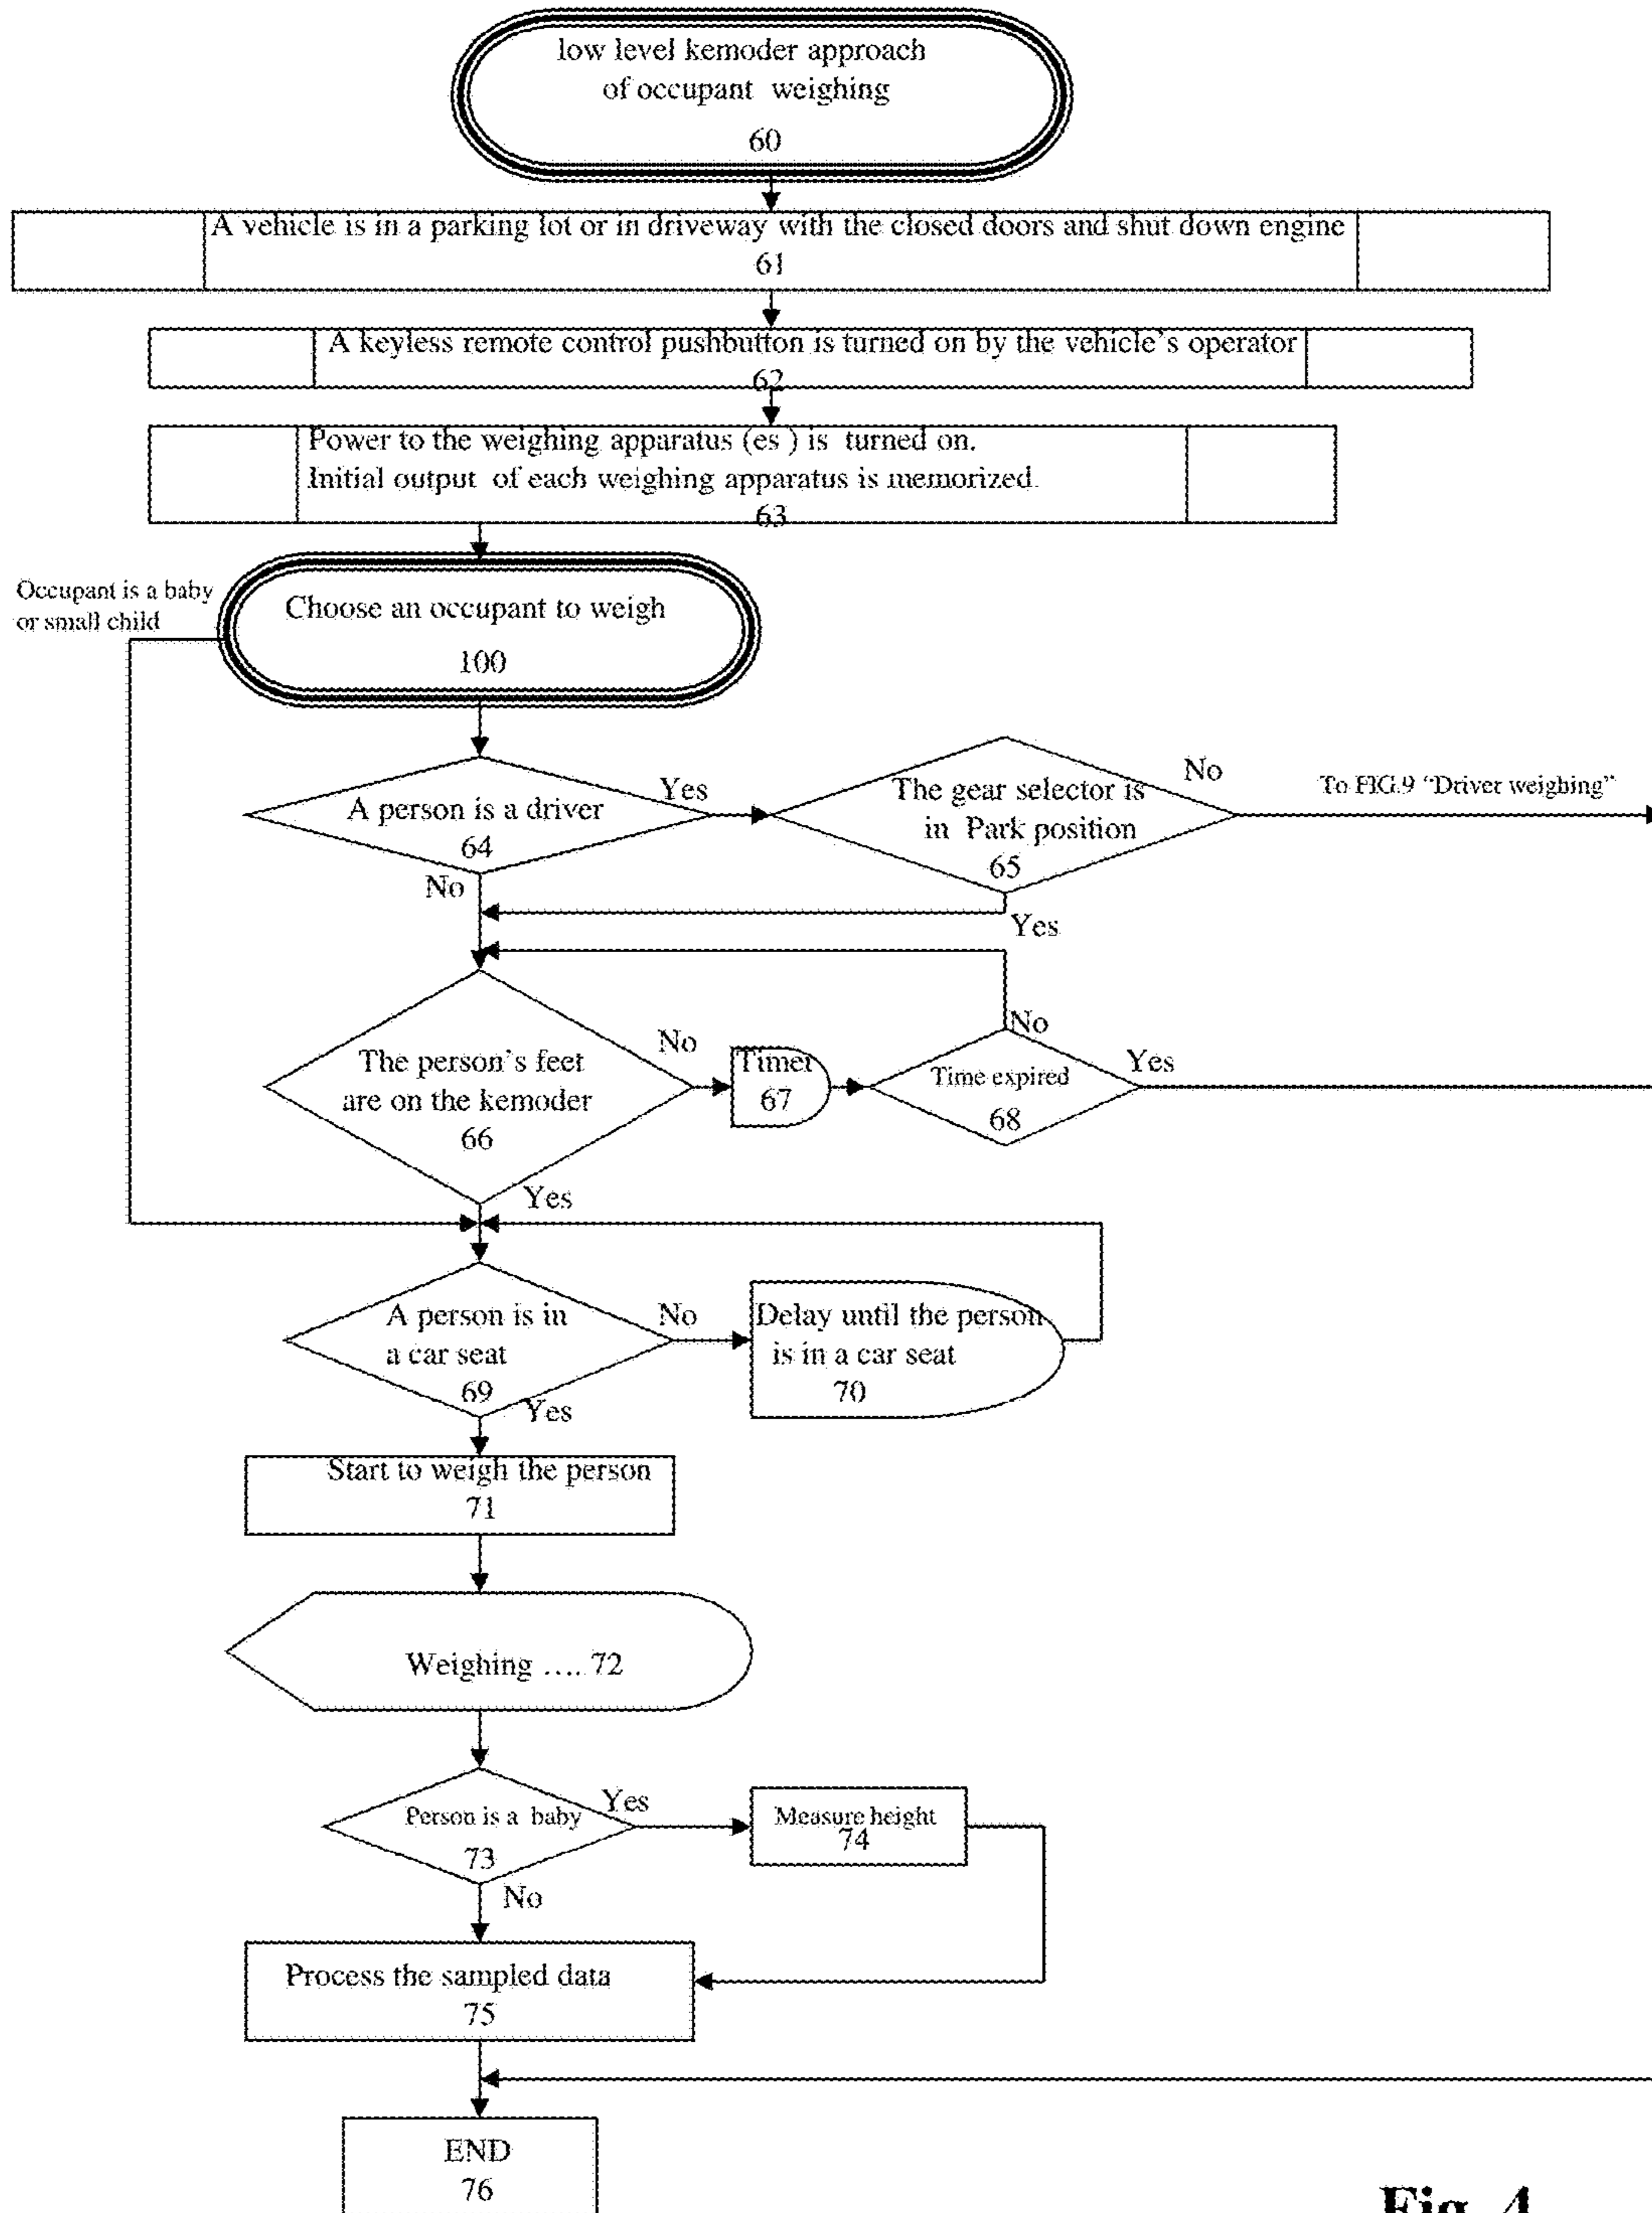 low level kemoder approach
of occupant weighing
60
A vehicle is in a parking lot or in driveway with the closed doors and shut down engine
61
A keyless remote control pushbutton is turned on by the vehicle's operator
62
Power to the weighing apparatus (es ) is turned on.
Initial output of each weighing apparatus is memorized.
63
Occupant is a baby
or small child
Choose an occupant to weigh
100
A person is a driver
64
Yes
No
The gear selector is
in Park position
65
No
Yes
To FIG.9 “Driver weighing”
The person's feet
are on the kemoder
66
No
Yes
Timer
67
Time expired
68
No
Yes
A person is in
a car seat
69
No
Yes
Delay until the person
is in a car seat
70
Start to weigh the person
71
Weighing …. 72
Person is a baby
73
Yes
No
Measure height
74
Process the sampled data
75
END
76
Fig. 4